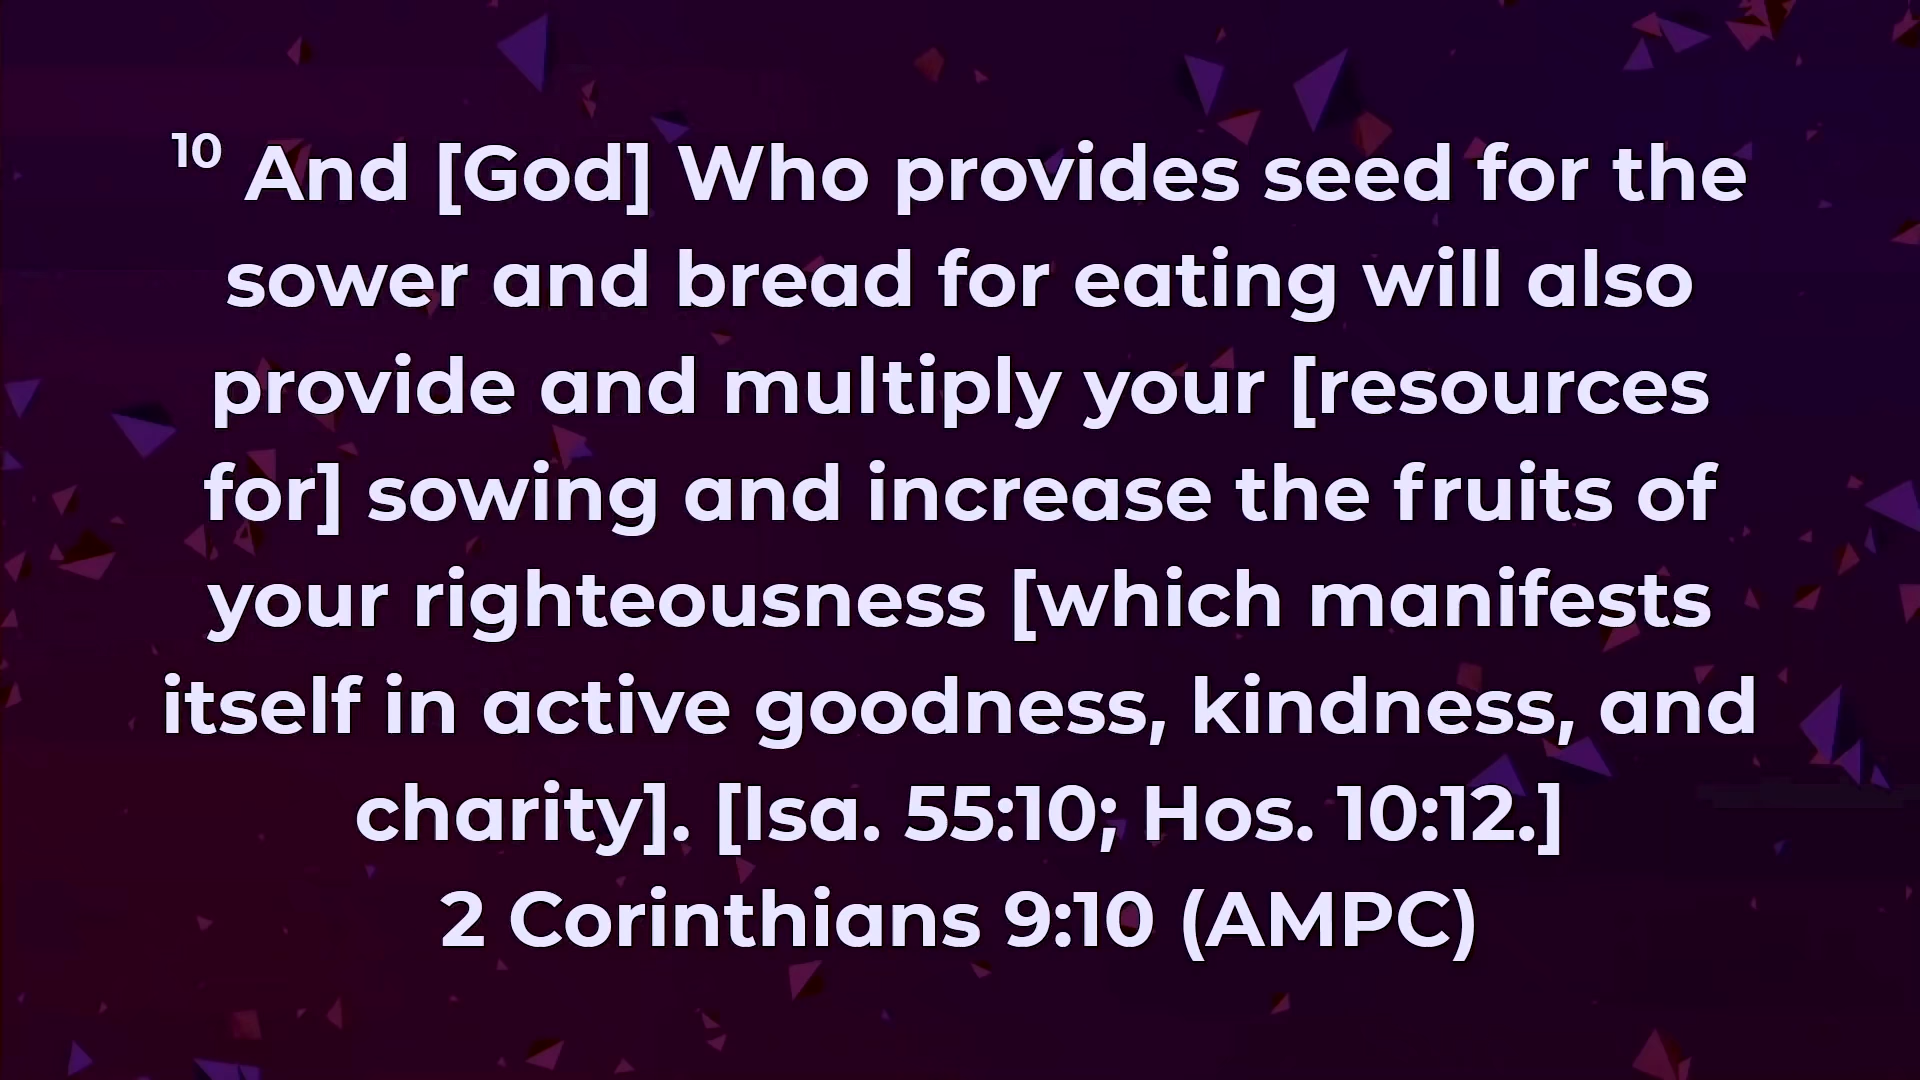 10 And [God] Who provides seed for the
sower and bread for eating will also
provide and multiply your [resources
for] sowing and increase the fruits of
your righteousness [which manifests
itself in active goodness, kindness, and
charity]. [Isa. 55:10; Hos. 10:12.]
2 Corinthians 9:10 (AMPC)